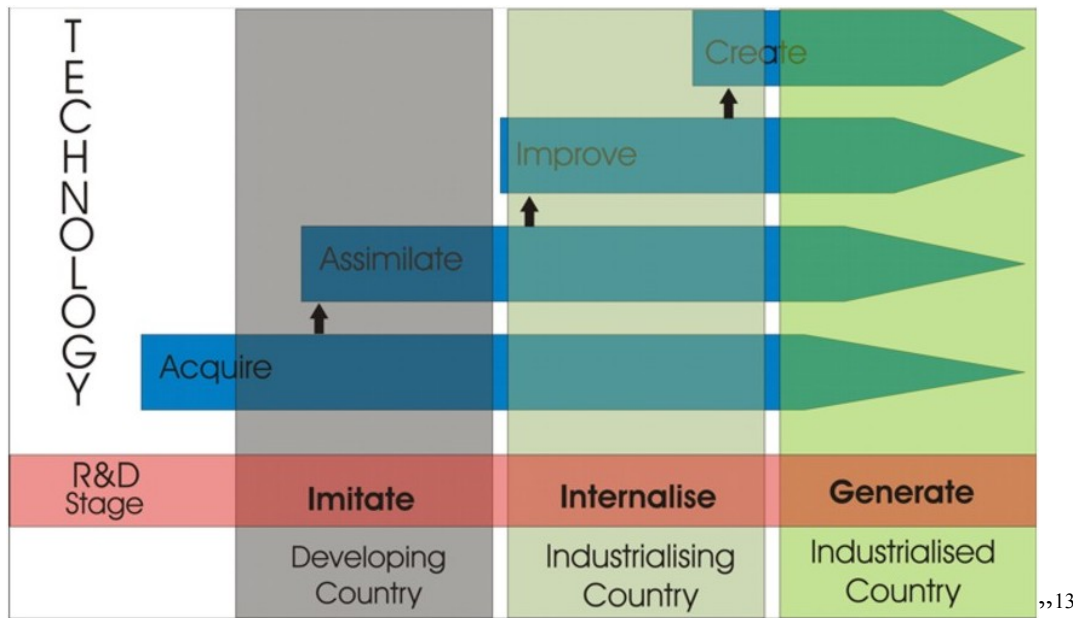 TECHNOLOGY
Create
Improve
Assimilate
Acquire
R&D
Stage
Imitate
Internalise
Generate
Developing
Country
Industrialising
Country
Industrialised
Country
„13